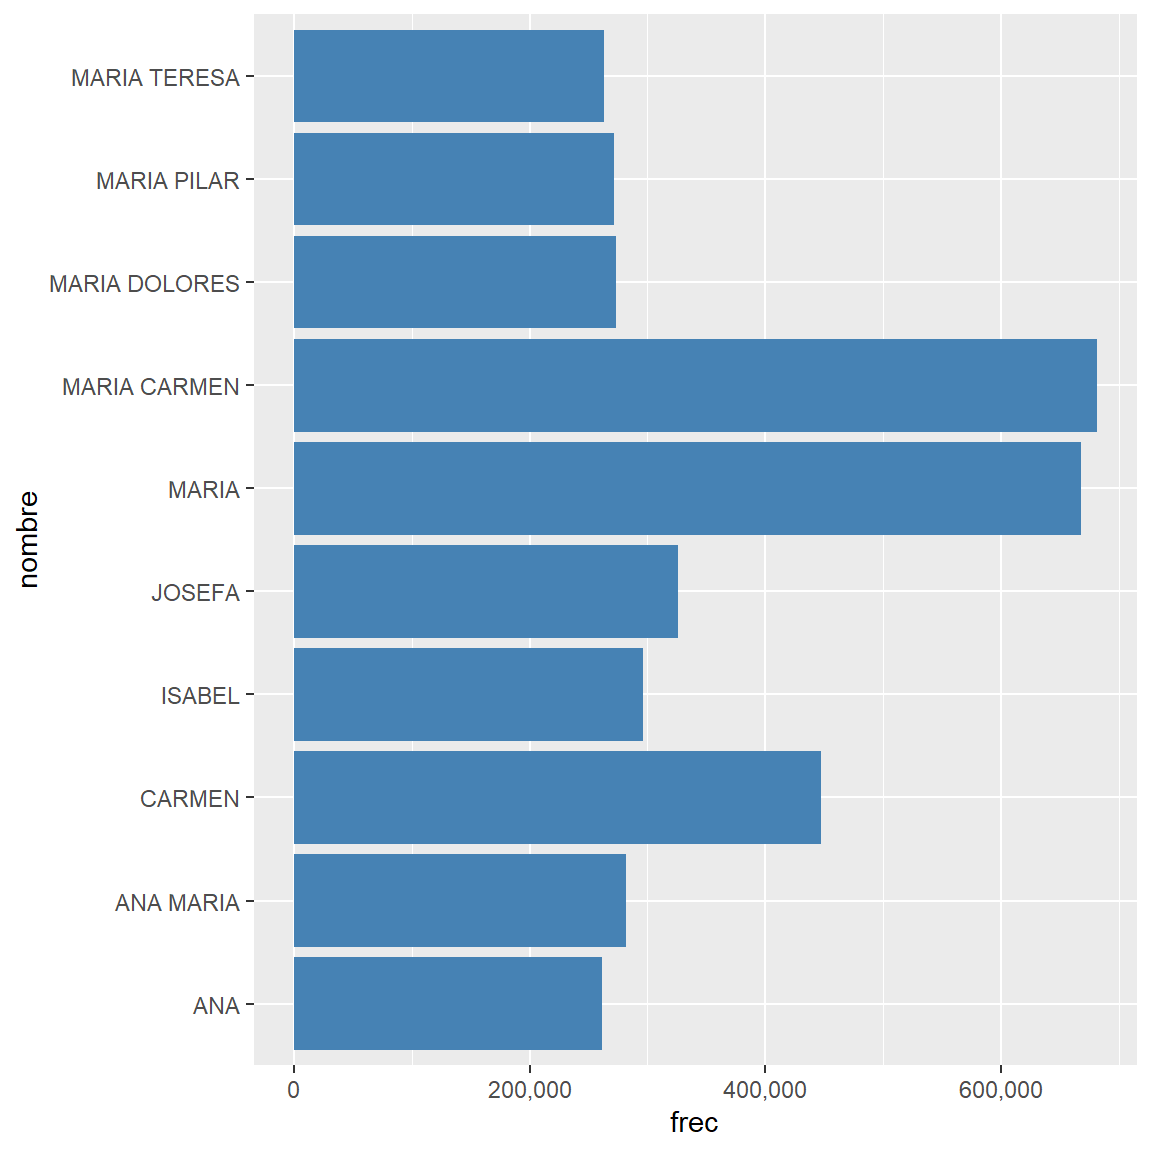 MARIA TERESA
MARIA PILAR
MARIA DOLORES
MARIA CARMEN
MARIA
JOSEFA
ISABEL
CARMEN
ANA MARIA
ANA
nombre
0 200,000 400,000 600,000
frec